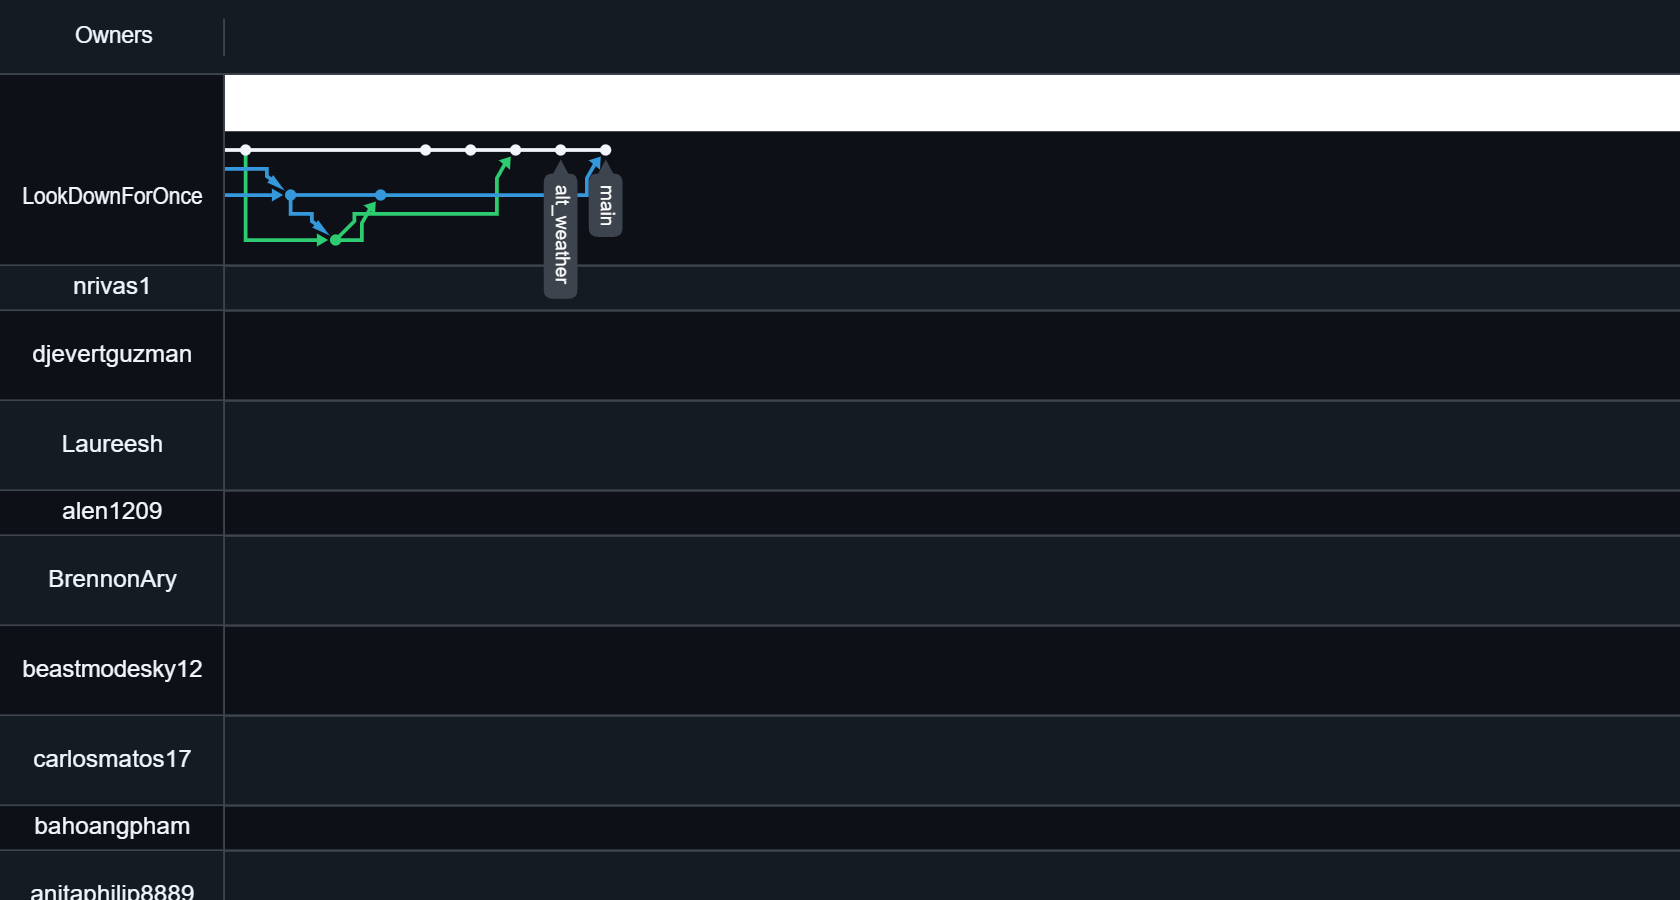 Owners
LookDownForOnce
alt_weather
main
nrivas1
djevertguzman
Laureesh
alen1209
BrennonAry
beastmodesky12
carlosmatos17
bahoangpham
anitaphilip8889